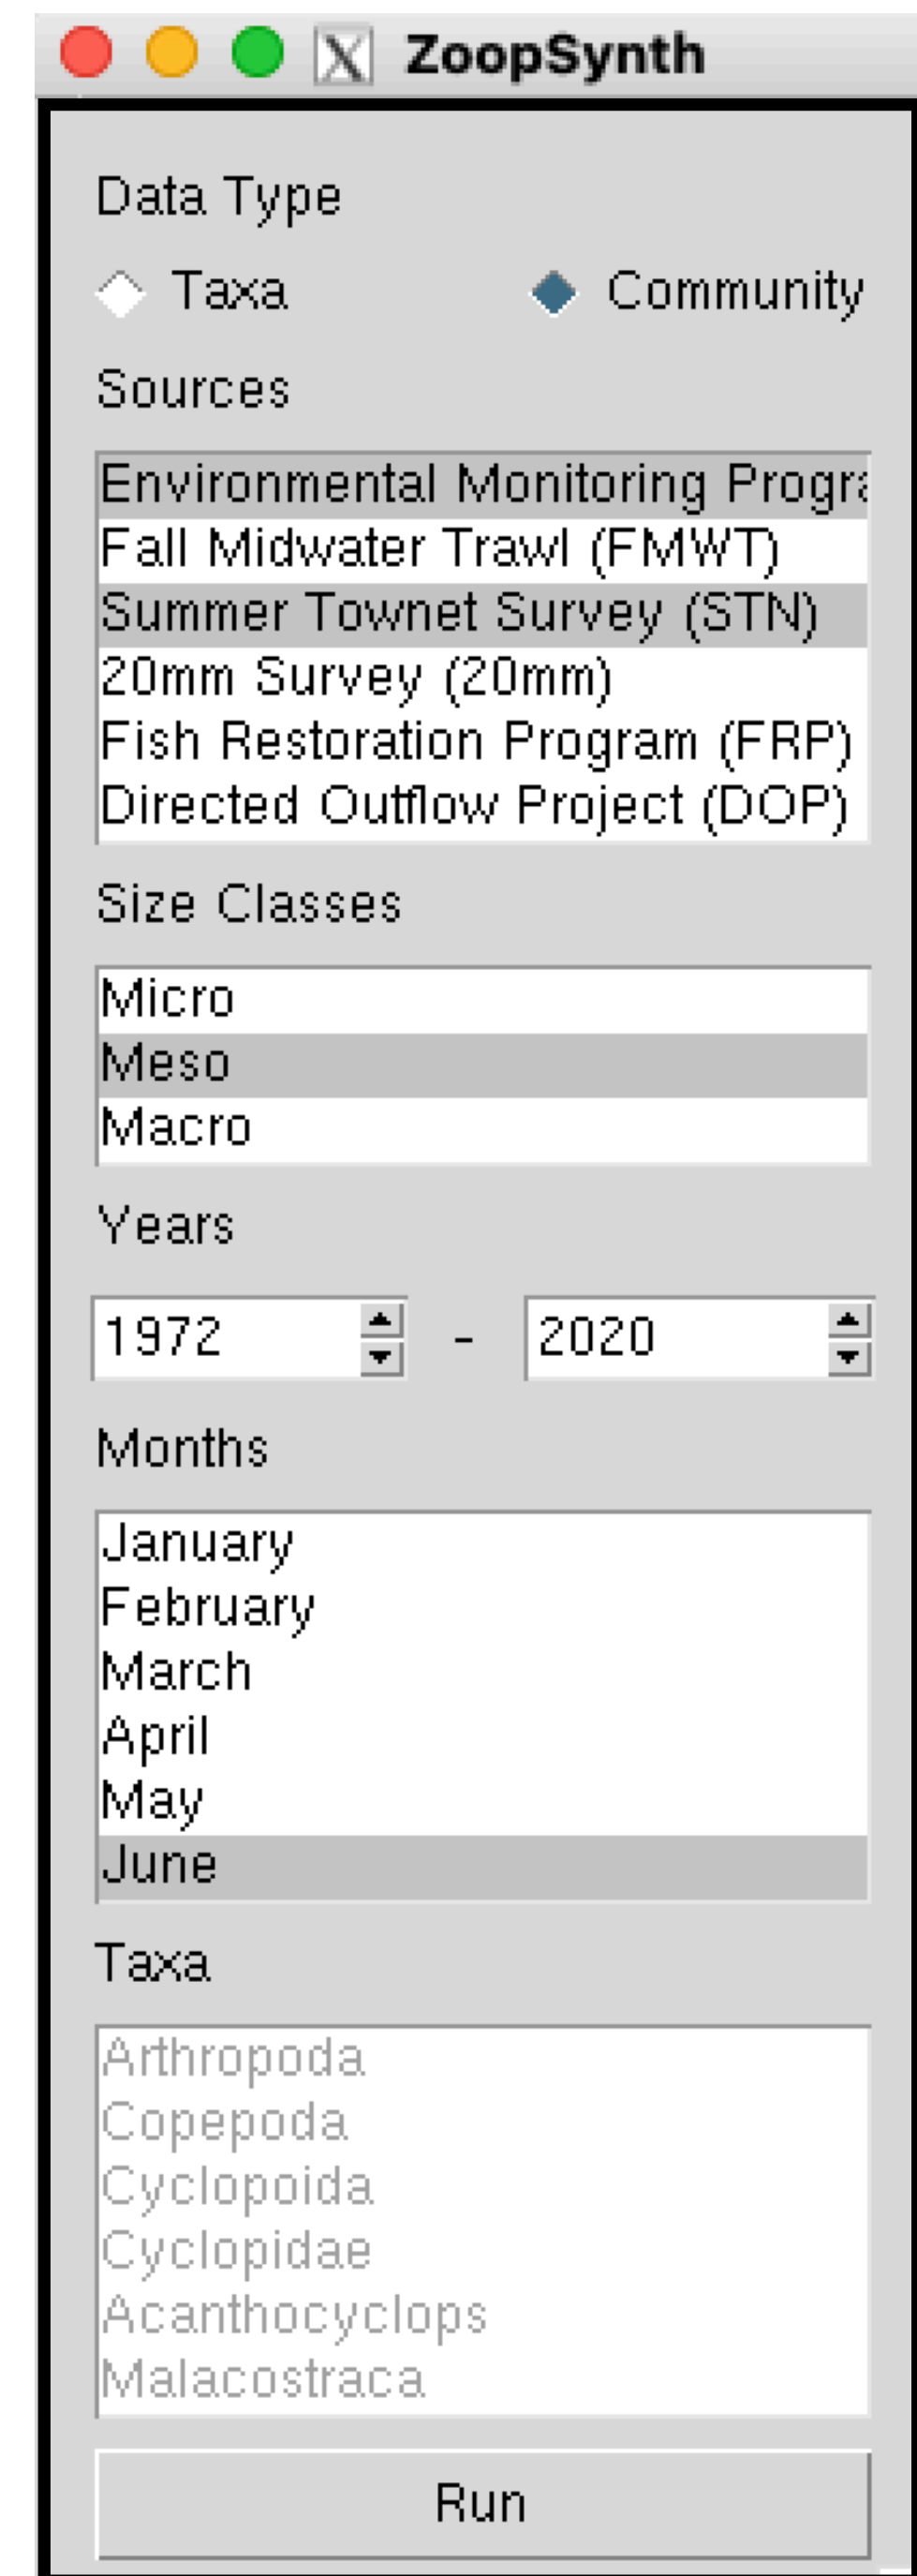 ZoopSynth
Data Type
Taxa Community
Sources
Environmental Monitoring Progra
Fall Midwater Trawl (FMWT)
Summer Townet Survey (STN)
20mm Survey (20mm)
Fish Restoration Program (FRP)
Directed Outflow Project (DOP)
Size Classes
Micro
Meso
Macro
Years
1972 - 2020
Months
January
February
March
April
May
June
Taxa
Arthropoda
Copepoda
Cyclopoida
Cyclopidae
Acanthocyclops
Malacostraca
Run